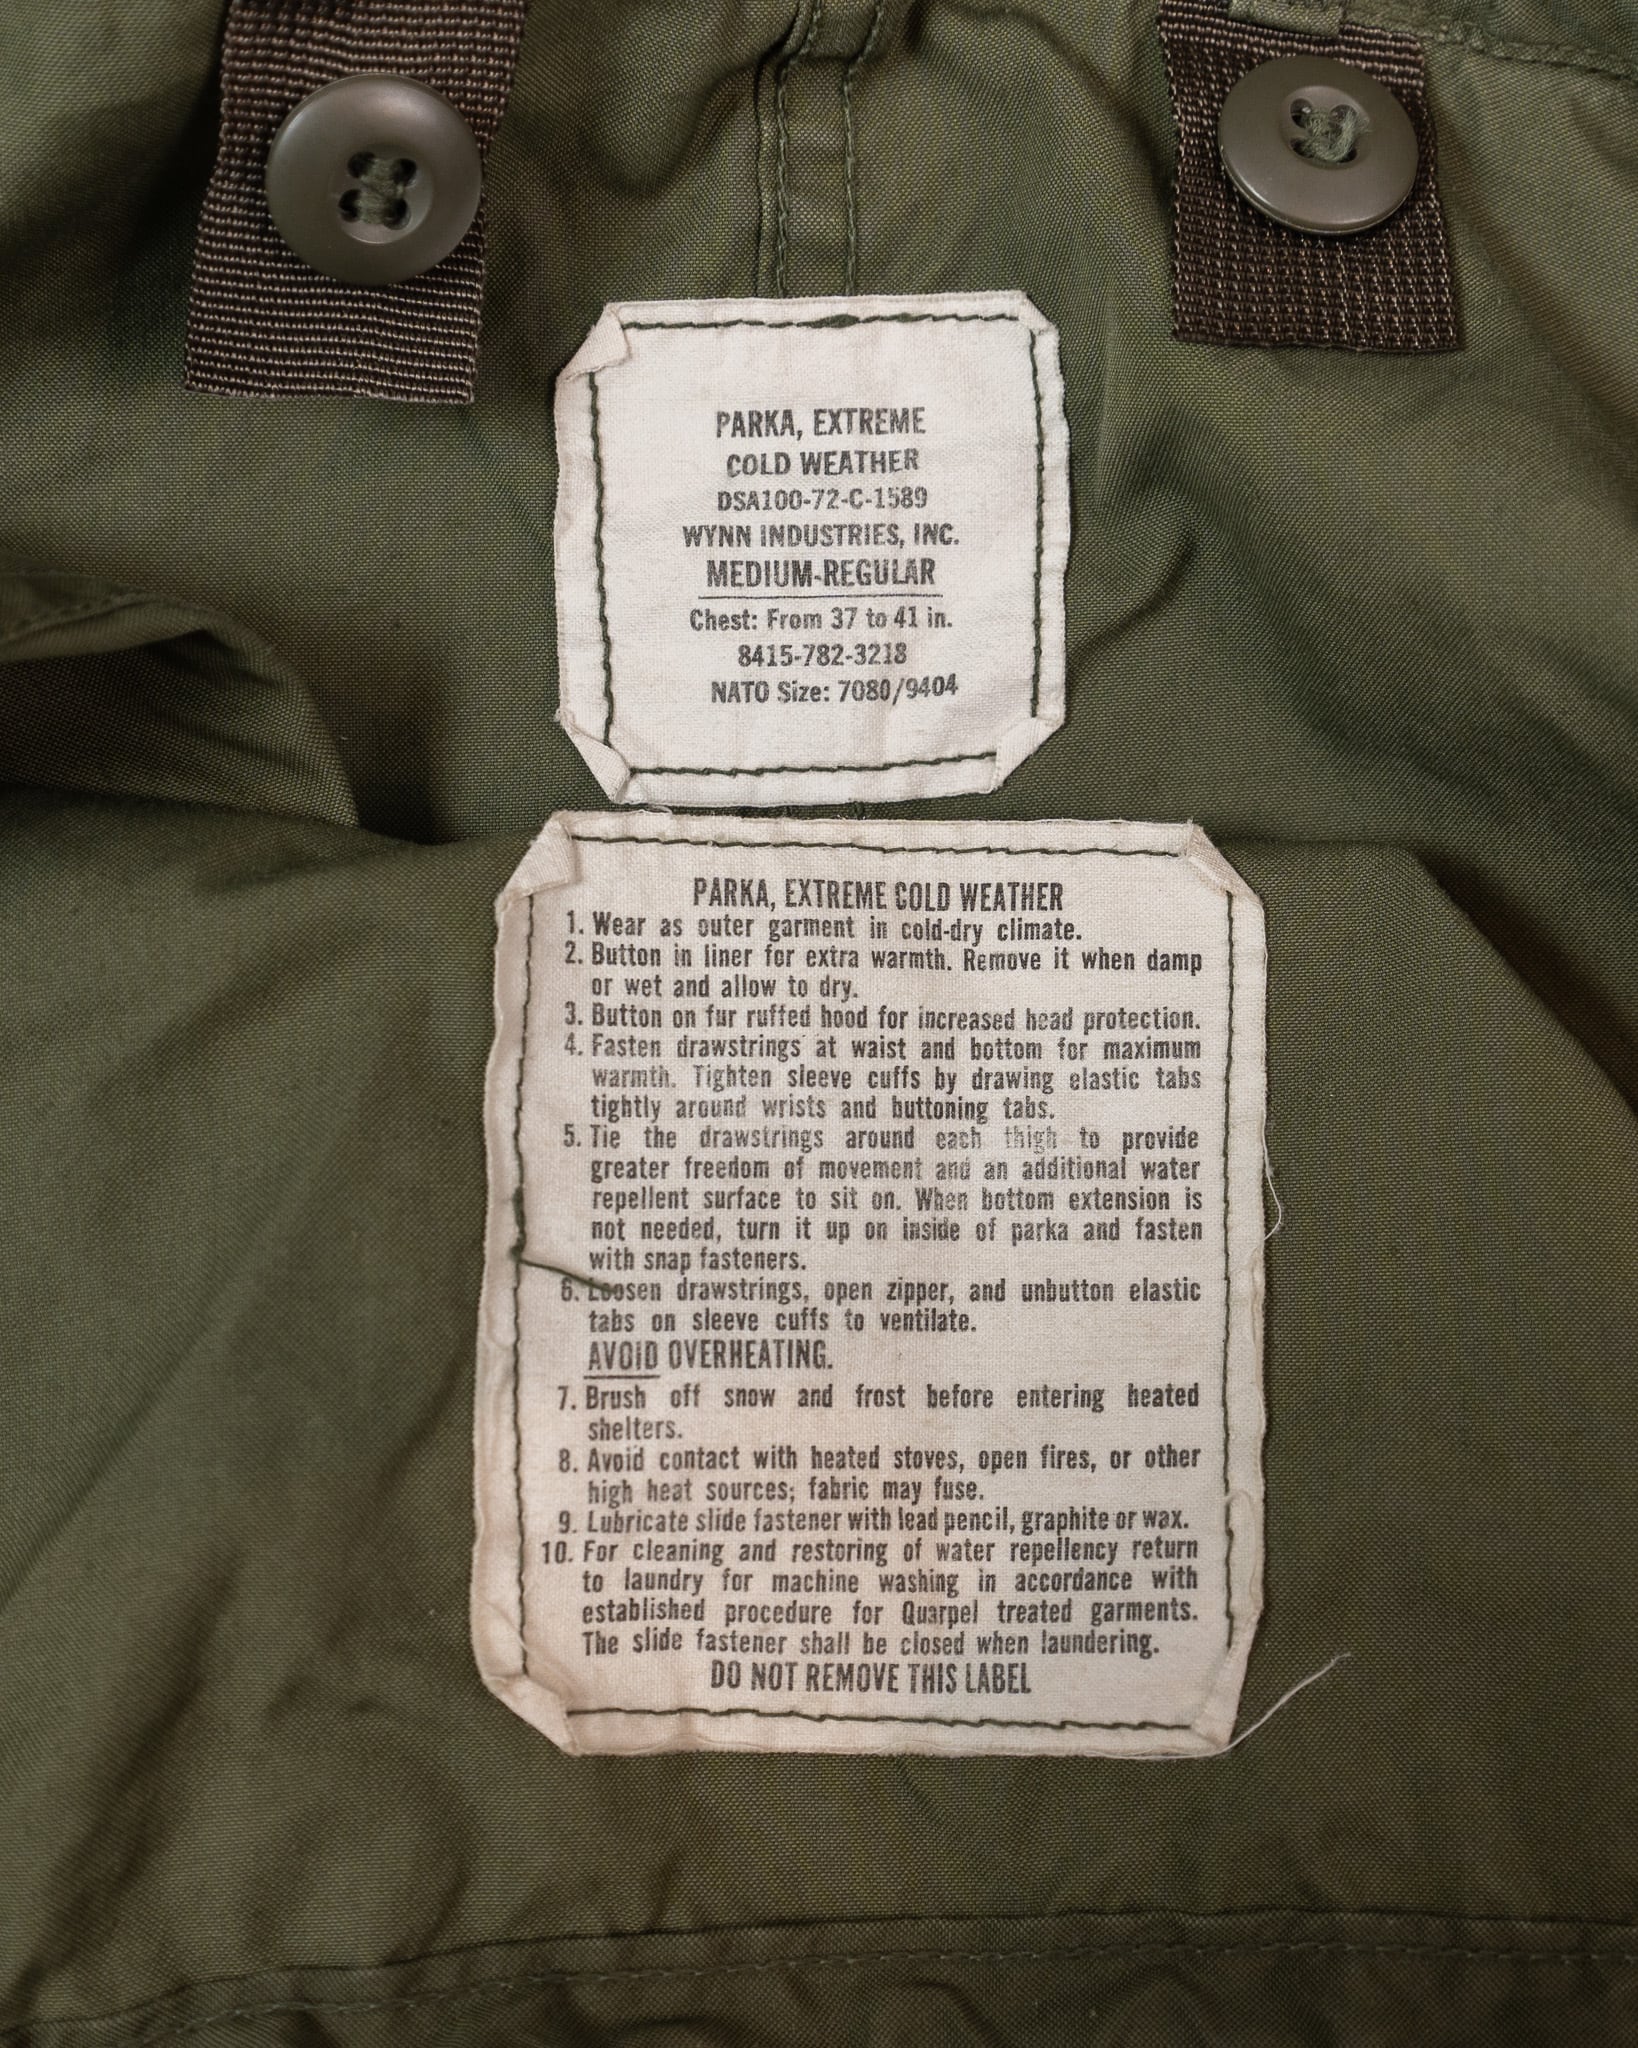 PARKA, EXTREME
COLD WEATHER
DSA100-72-C-1589
WYNN INDUSTRIES, INC.
MEDIUM-REGULAR
Chest: From 37 to 41 in.
8415-782-3218
NATO Size: 7080/9404
PARKA, EXTREME COLD WEATHER
1. Wear as outer garment in cold-dry climate.
2. Button in liner for extra warmth. Remove it when damp
or wet and allow to dry.
3. Button on fur ruffed hood for increased head protection.
4. Fasten drawstrings at waist and bottom for maximum
warmth. Tighten sleeve cuffs by drawing elastic tabs
tightly around wrists and buttoning tabs.
5. Tie the drawstrings around each thigh to provide
greater freedom of movement and an additional water
repellent surface to sit on. When bottom extension is
not needed, turn it up on inside of parka and fasten
with snap fasteners.
6. Loosen drawstrings, open zipper, and unbutton elastic
tabs on sleeve cuffs to ventilate.
AVOID OVERHEATING.
7. Brush off snow and frost before entering heated
shelters.
8. Avoid contact with heated stoves, open fires, or other
high heat sources; fabric may fuse.
9. Lubricate slide fastener with lead pencil, graphite or wax.
10. For cleaning and restoring of water repellency return
to laundry for machine washing in accordance with
established procedure for Quarpel treated garments.
The slide fastener shall be closed when laundering.
DO NOT REMOVE THIS LABEL